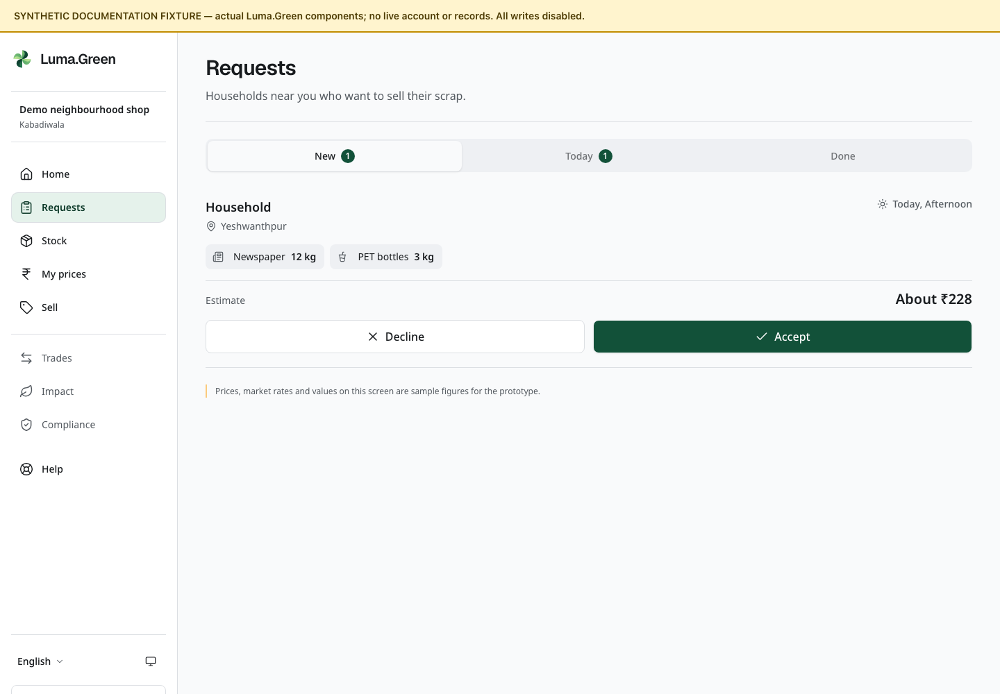 SYNTHETIC DOCUMENTATION FIXTURE — actual Luma.Green components; no live account or records. All writes disabled.
Luma.Green
Demo neighbourhood shop
Kabadiwala
Home
Requests
Stock
My prices
Sell
Trades
Impact
Compliance
Help
English
Requests
Households near you who want to sell their scrap.
New 1
Today 1
Done
Household
Today, Afternoon
Yeshwanthpur
Newspaper 12 kg
PET bottles 3 kg
Estimate
About ₹228
Decline
Accept
Prices, market rates and values on this screen are sample figures for the prototype.